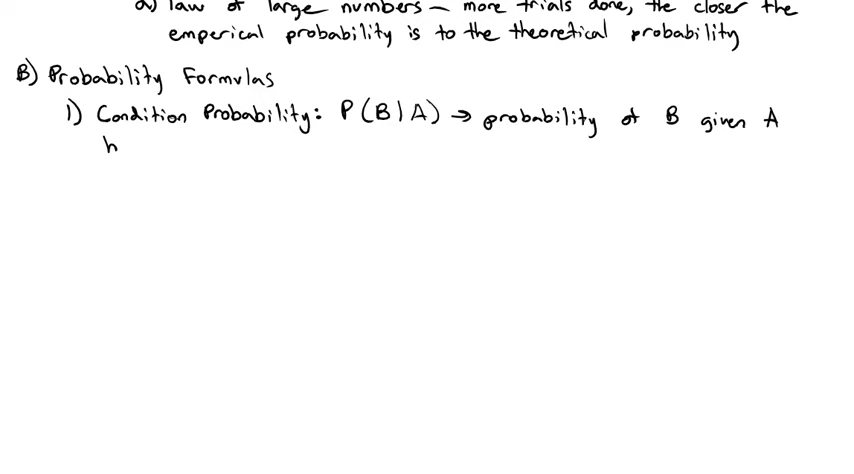 a) law of large numbers – more trials done, the closer the
emperical probability is to the theoretical probability
B) Probability Formulas
1) Condition Probability: P(B|A) → probability of B given A
h